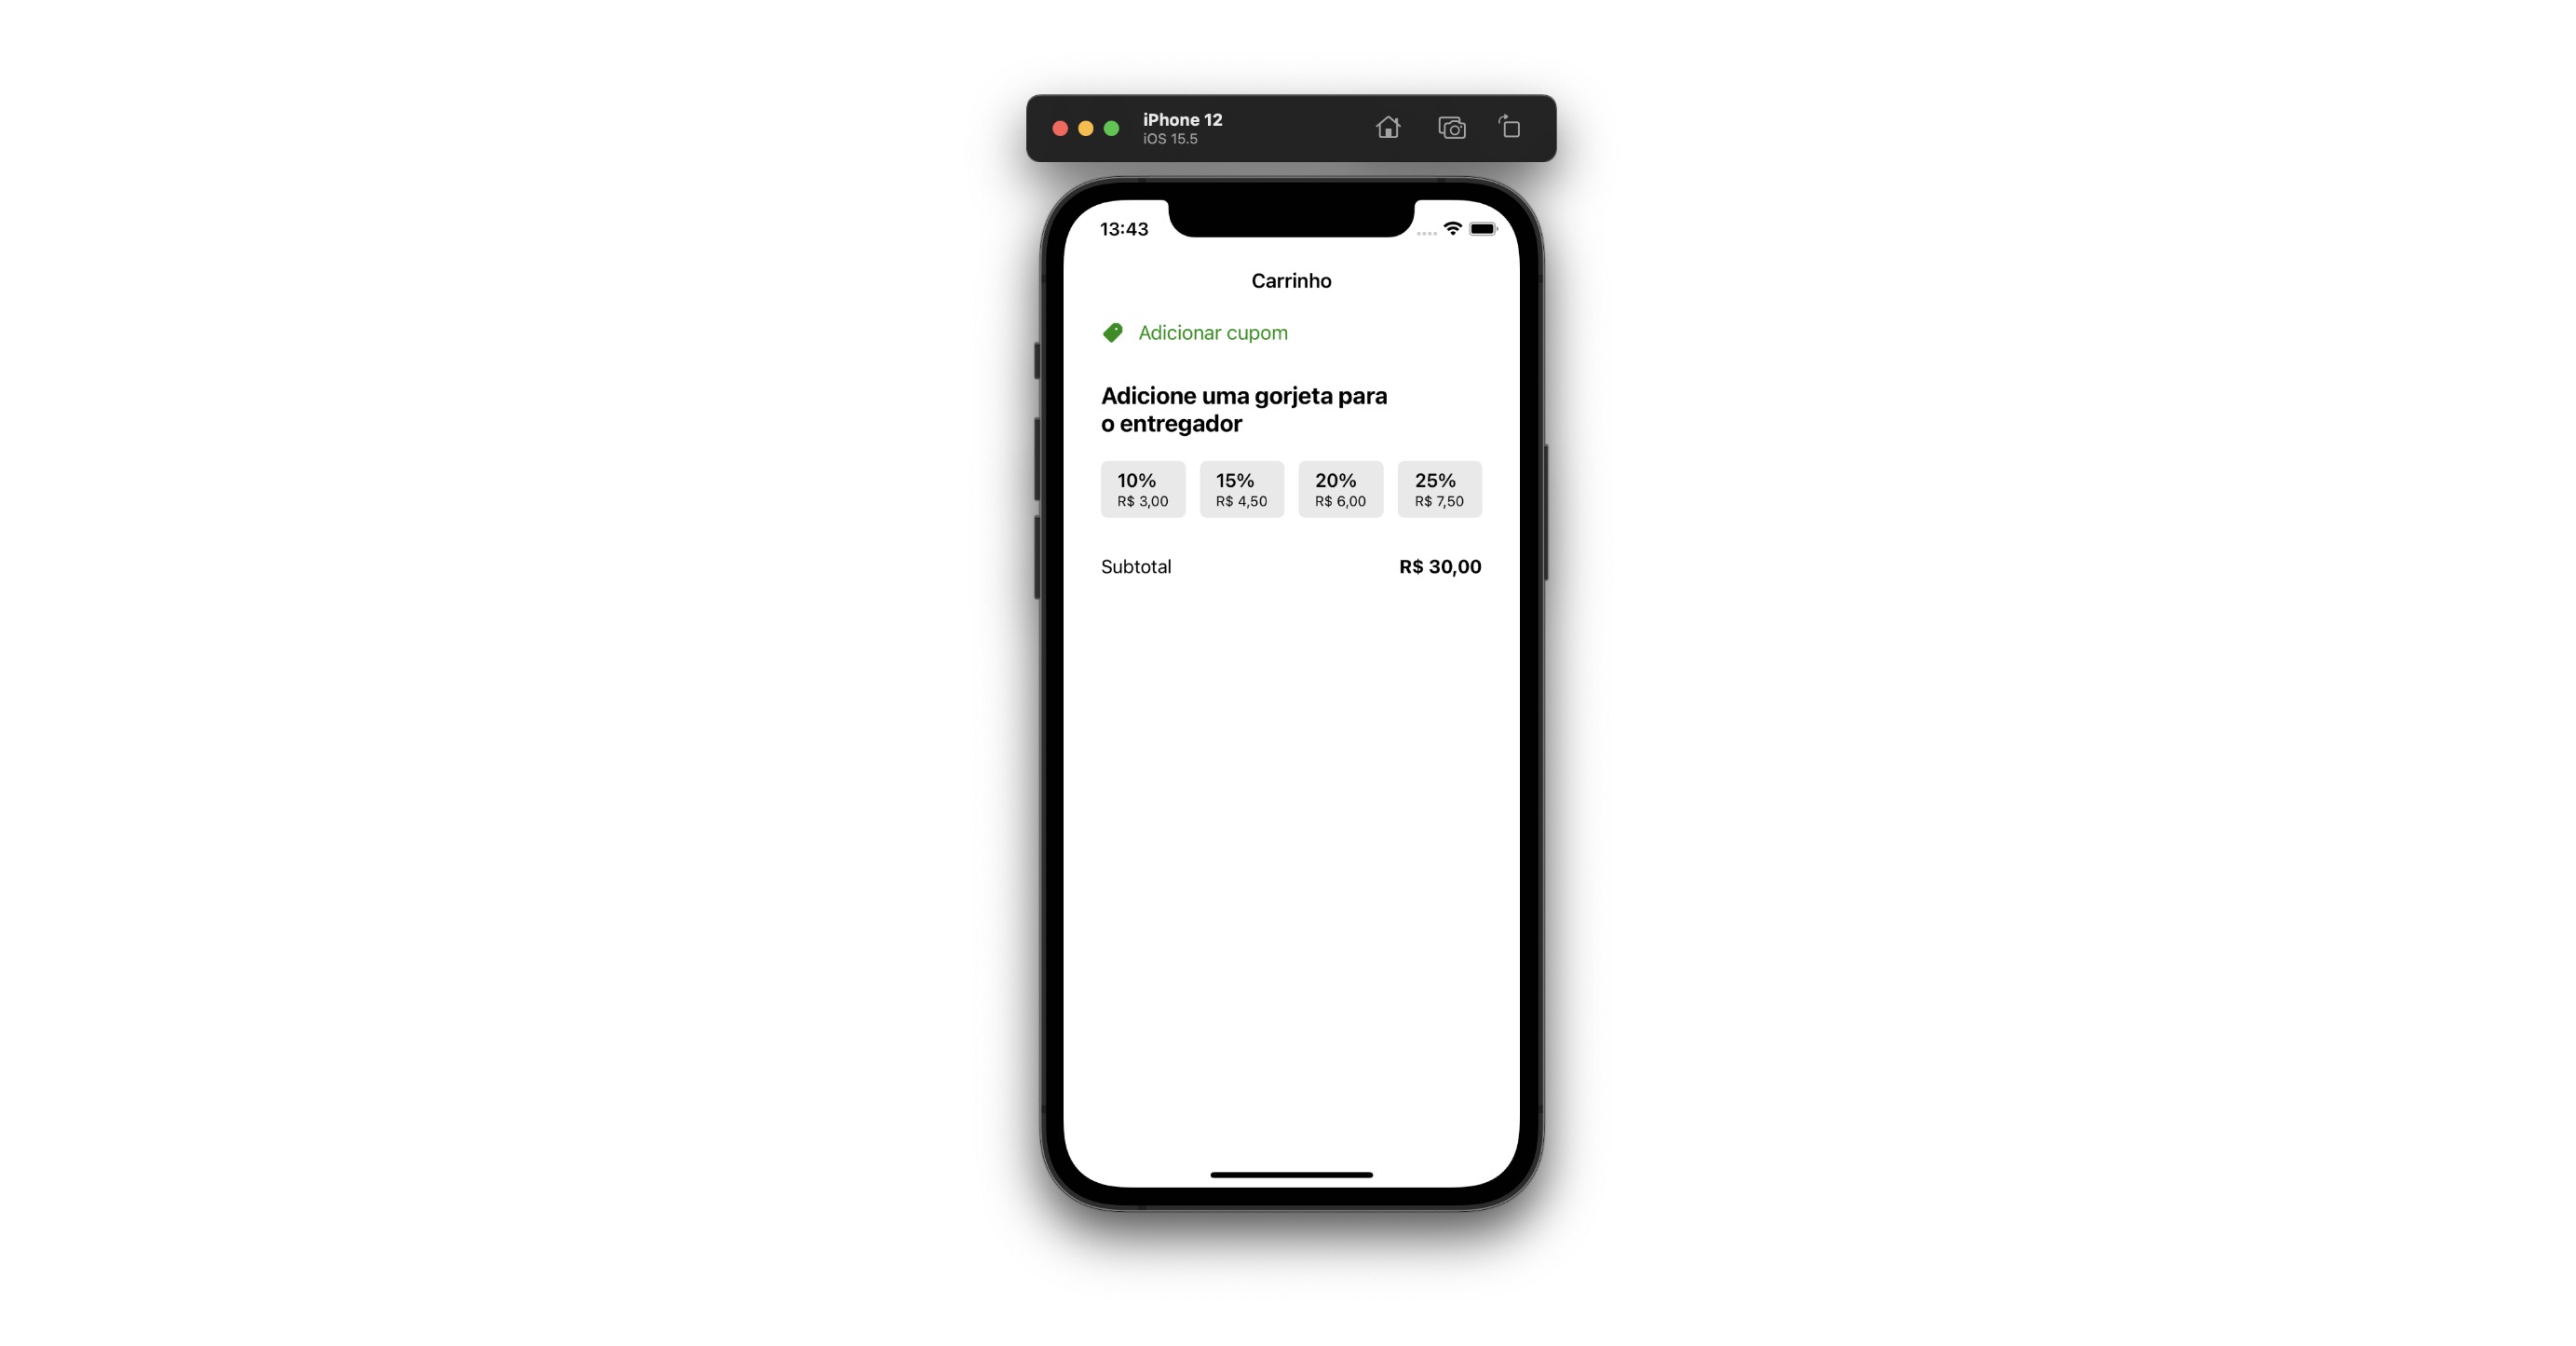 iPhone 12
iOS 15.5
13:43
Carrinho
Adicionar cupom
Adicione uma gorjeta para
o entregador
10% 15% 20% 25%
R$ 3,00 R$ 4,50 R$ 6,00 R$ 7,50
Subtotal R$ 30,00